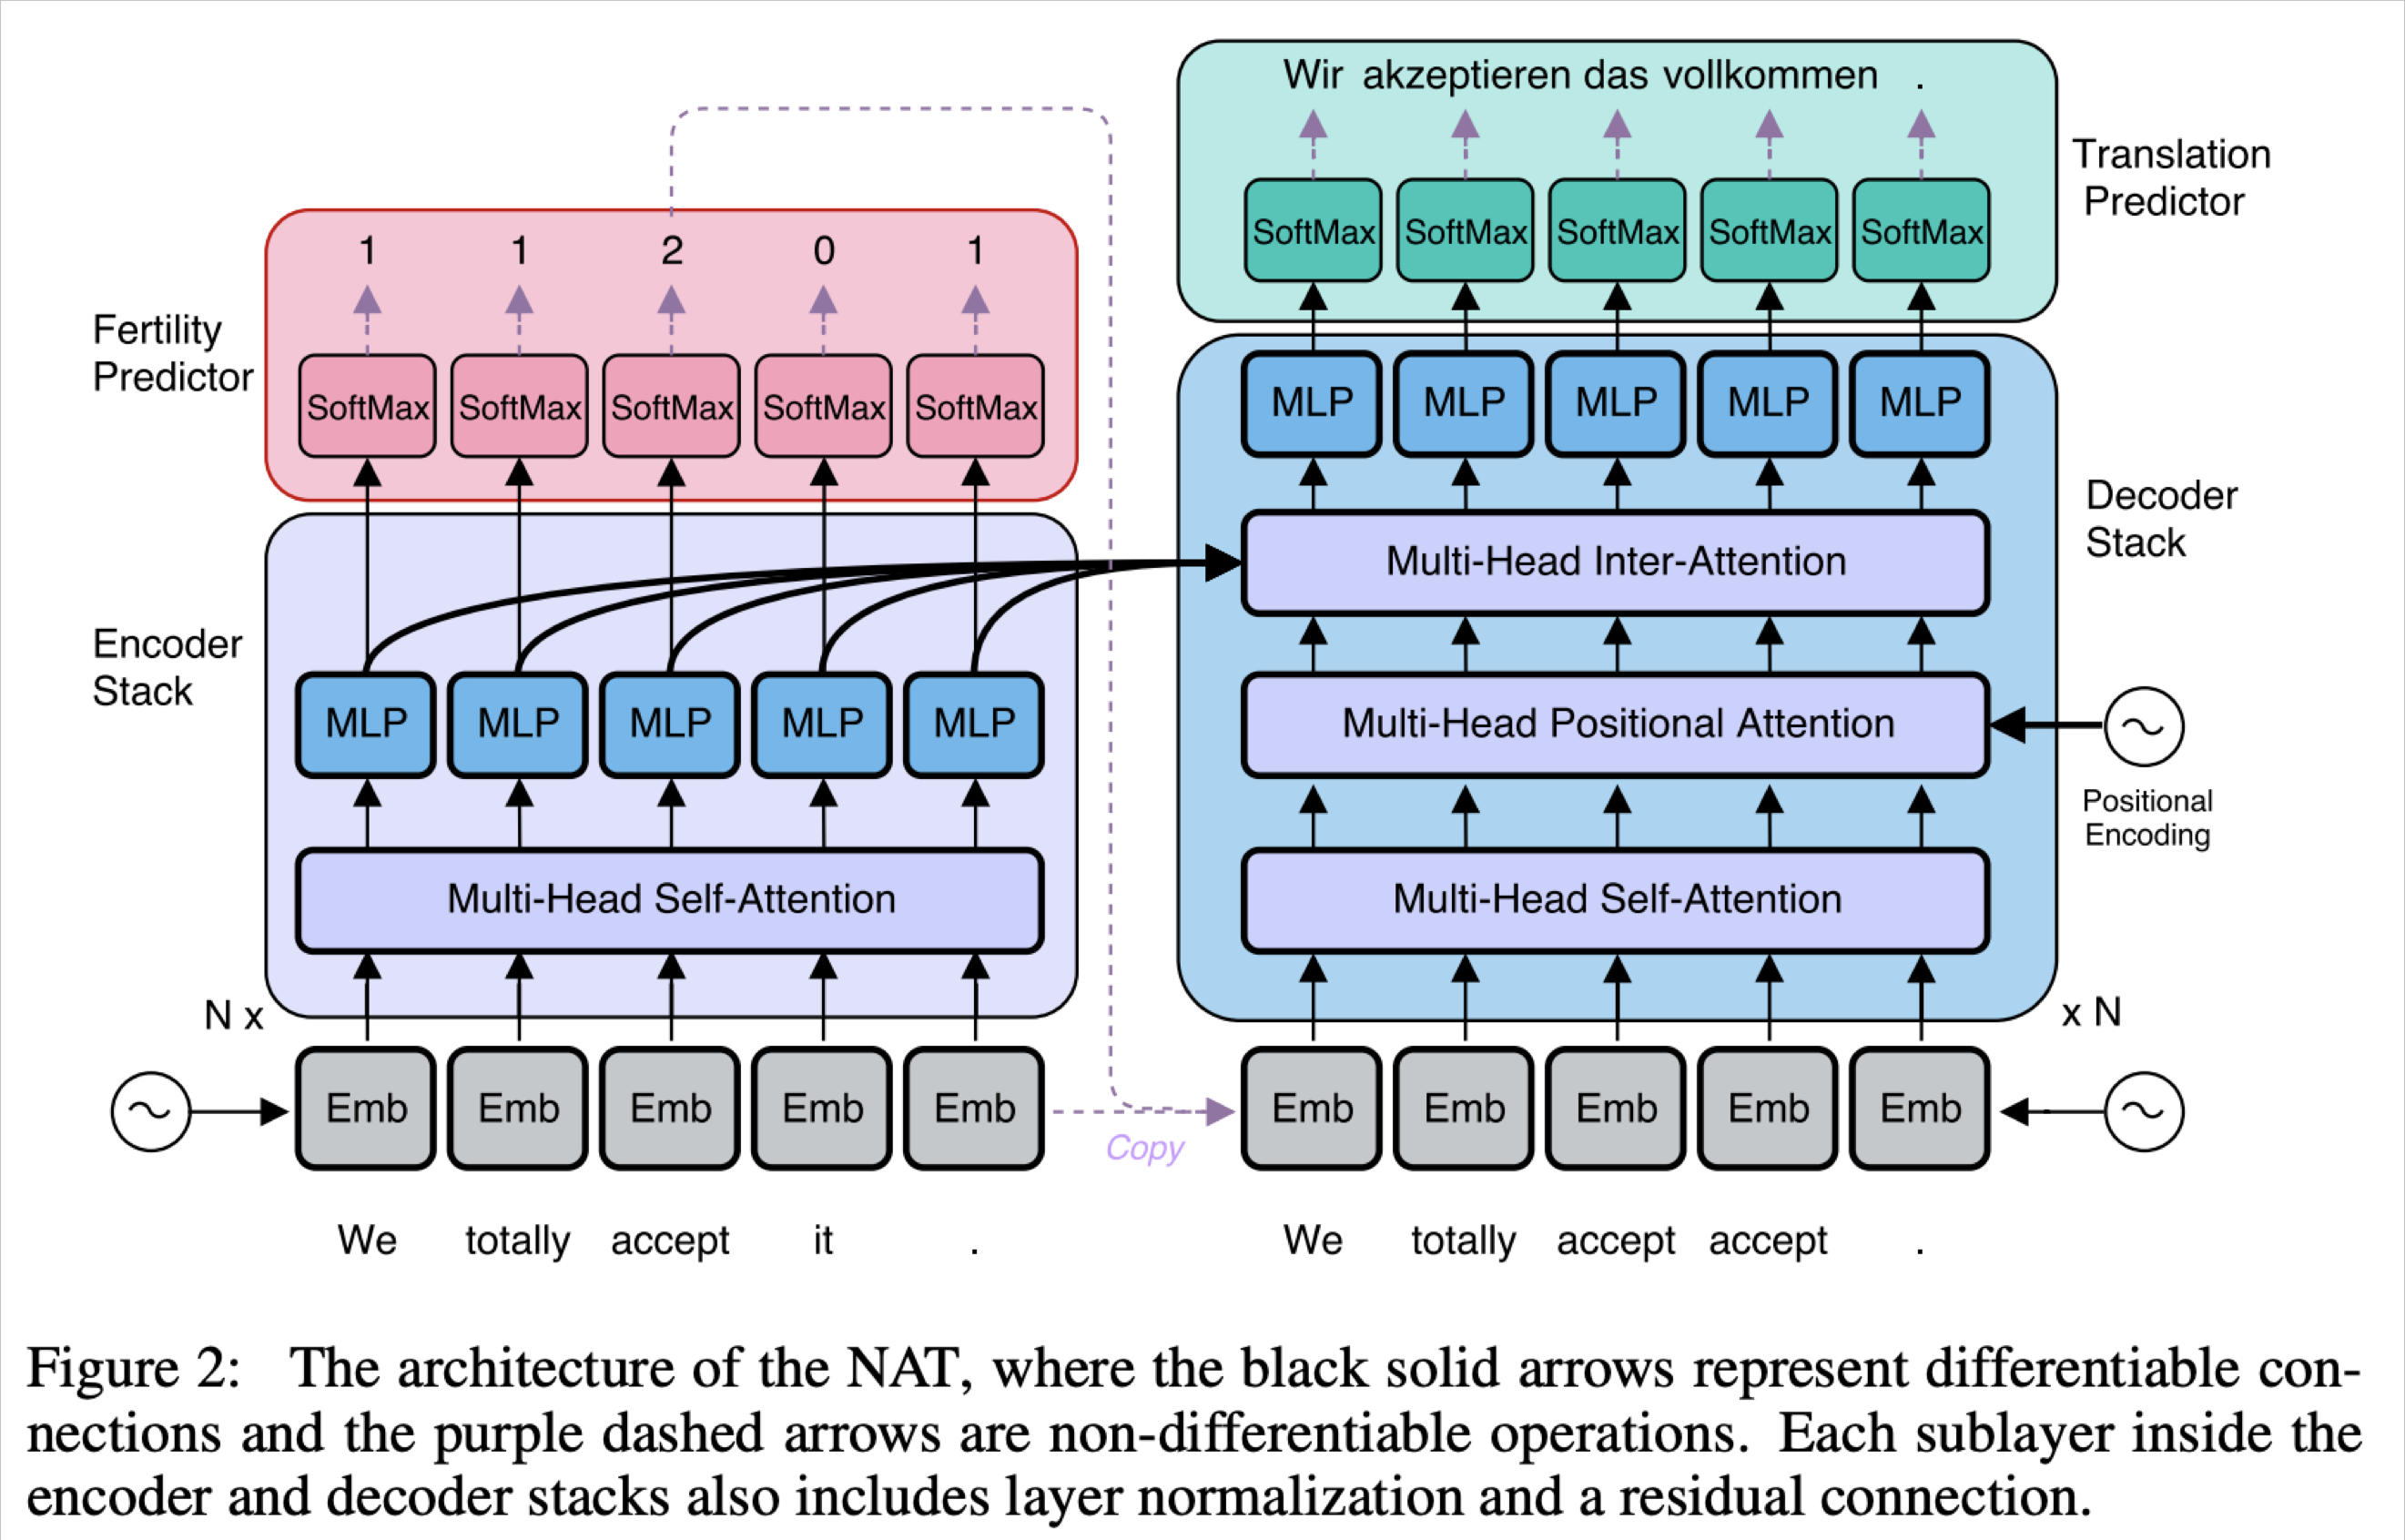 Wir akzeptieren das vollkommen .
SoftMax SoftMax SoftMax SoftMax SoftMax
Translation
Predictor
1 1 2 0 1
Fertility
Predictor
SoftMax SoftMax SoftMax SoftMax SoftMax
MLP MLP MLP MLP MLP
Multi-Head Inter-Attention
Decoder
Stack
Encoder
Stack
MLP MLP MLP MLP MLP
Multi-Head Positional Attention
Positional
Encoding
Multi-Head Self-Attention
Multi-Head Self-Attention
N x
x N
Emb Emb Emb Emb Emb
Copy
Emb Emb Emb Emb Emb
We totally accept it .
We totally accept accept .
Figure 2: The architecture of the NAT, where the black solid arrows represent differentiable con-
nections and the purple dashed arrows are non-differentiable operations. Each sublayer inside the
encoder and decoder stacks also includes layer normalization and a residual connection.